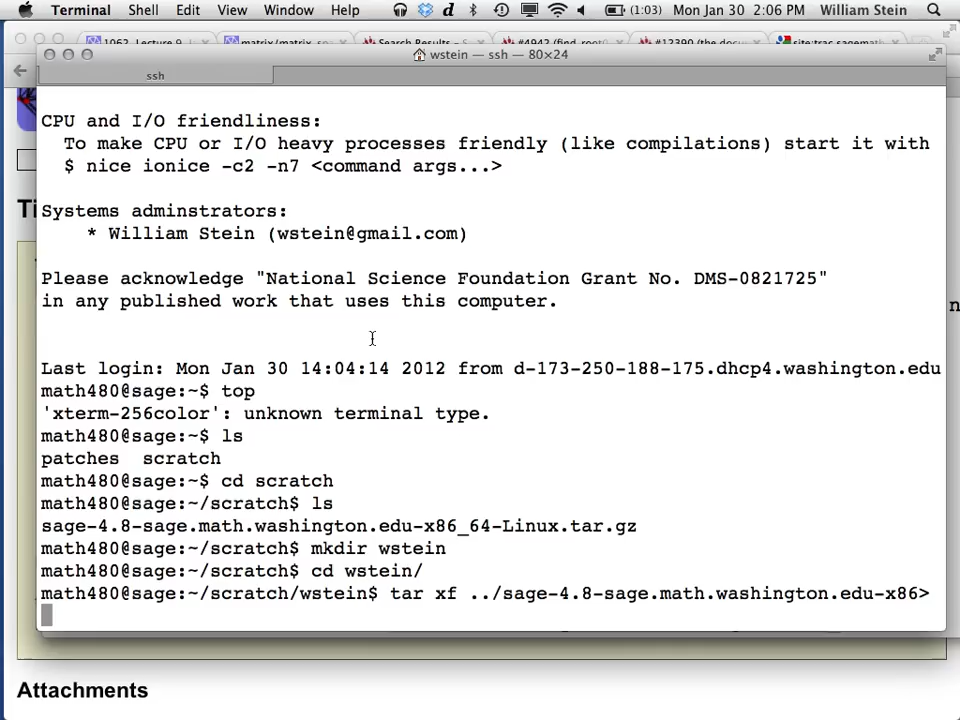 Terminal Shell Edit View Window Help (1:03) Mon Jan 30 2:06 PM William Stein
wstein — ssh — 80×24
ssh
CPU and I/O friendliness:
To make CPU or I/O heavy processes friendly (like compilations) start it with
$ nice ionice -c2 -n7 <command args...>
Systems adminstrators:
* William Stein (wstein@gmail.com)
Please acknowledge "National Science Foundation Grant No. DMS-0821725"
in any published work that uses this computer.
Last login: Mon Jan 30 14:04:14 2012 from d-173-250-188-175.dhcp4.washington.edu
math480@sage:~$ top
'xterm-256color': unknown terminal type.
math480@sage:~$ ls
patches scratch
math480@sage:~$ cd scratch
math480@sage:~/scratch$ ls
sage-4.8-sage.math.washington.edu-x86_64-Linux.tar.gz
math480@sage:~/scratch$ mkdir wstein
math480@sage:~/scratch$ cd wstein/
math480@sage:~/scratch/wstein$ tar xf ../sage-4.8-sage.math.washington.edu-x86>
Attachments